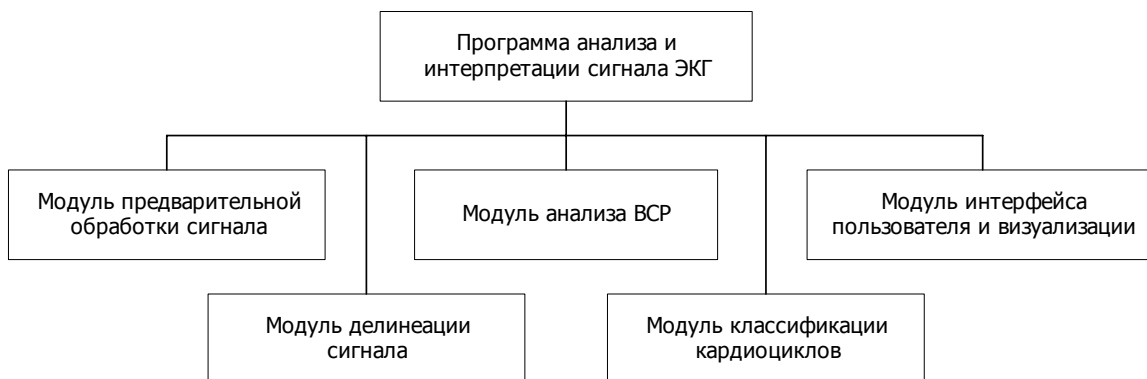 Программа анализа и
интерпретации сигнала ЭКГ
Модуль предварительной
обработки сигнала
Модуль анализа ВСР
Модуль интерфейса
пользователя и визуализации
Модуль делинеации
сигнала
Модуль классификации
кардиоциклов